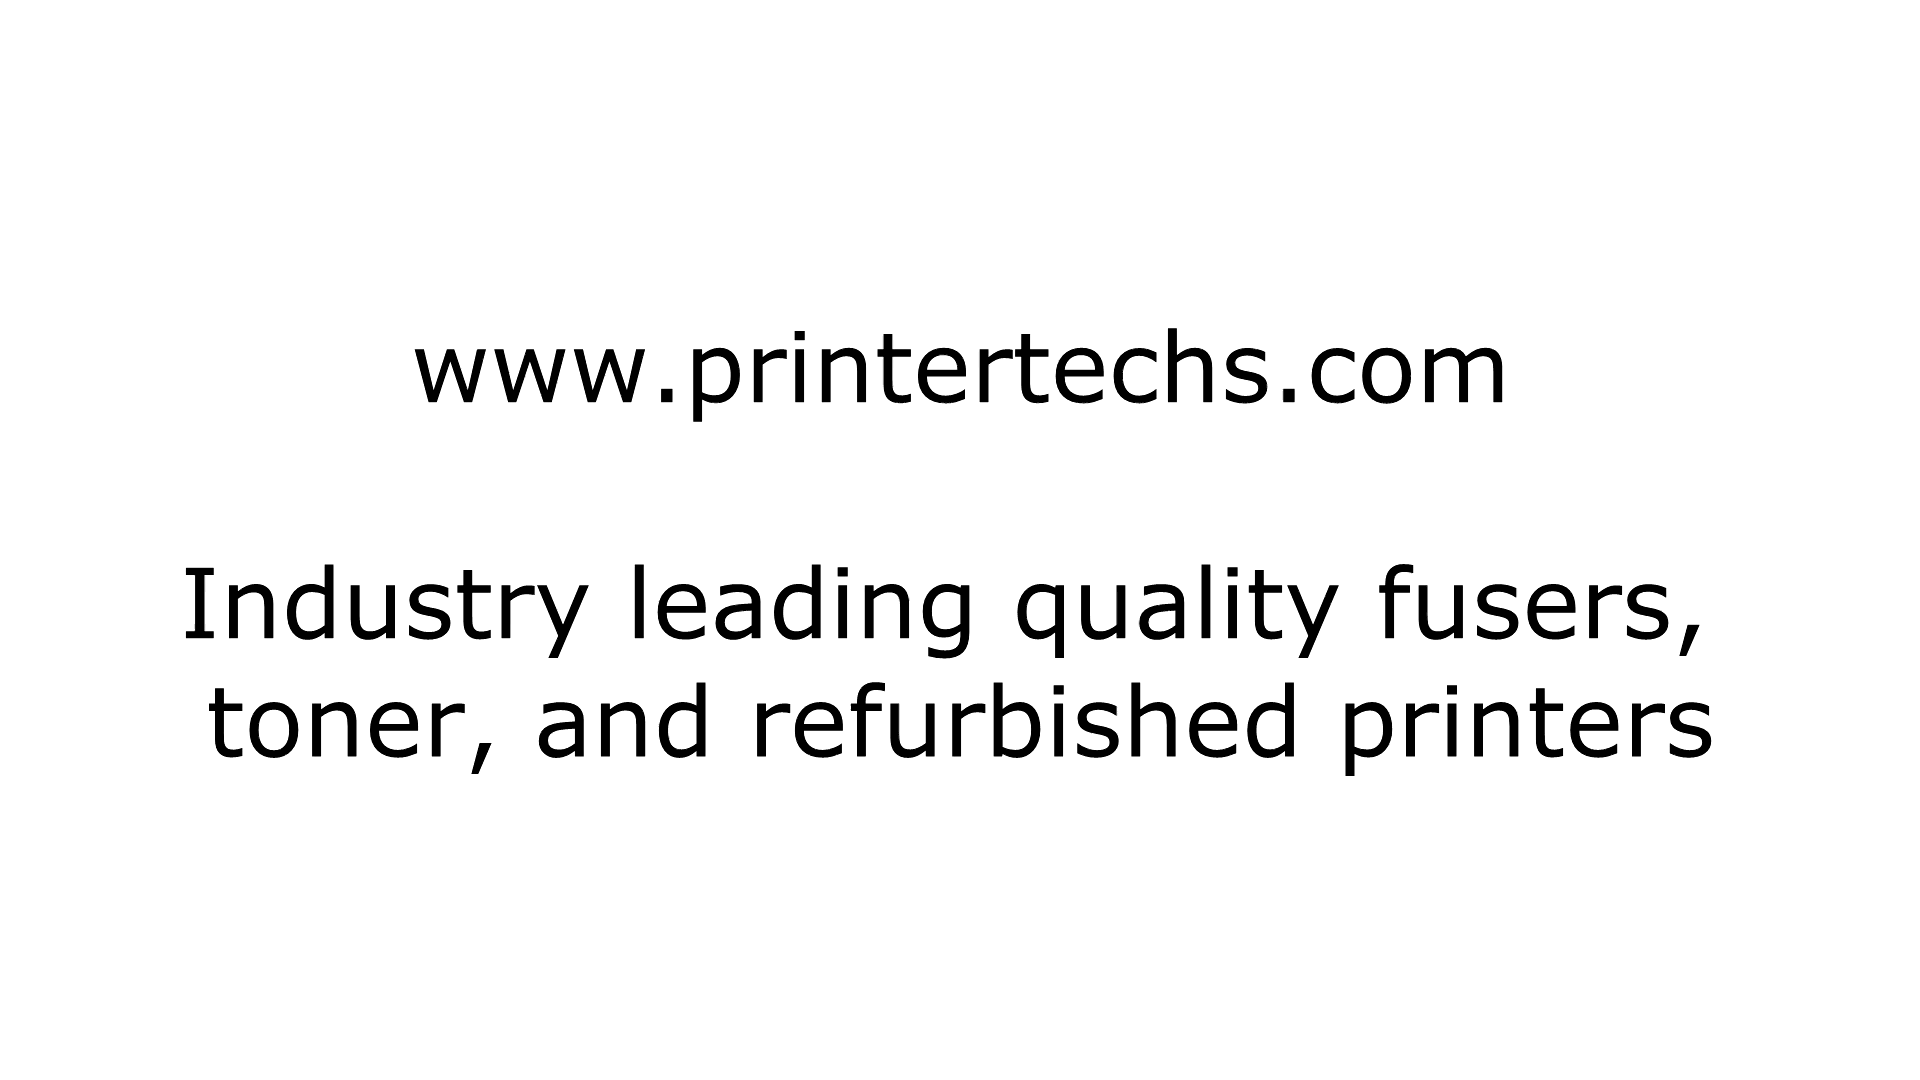 www.printertechs.com
Industry leading quality fusers,
toner, and refurbished printers